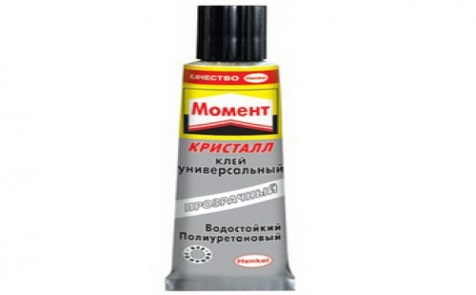 КАЧЕСТВО Henkel
Момент
КРИСТАЛЛ
КЛЕЙ
универсальный
ПРОЗРАЧНЫЙ
Водостойкий
Полиуретановый
Henkel